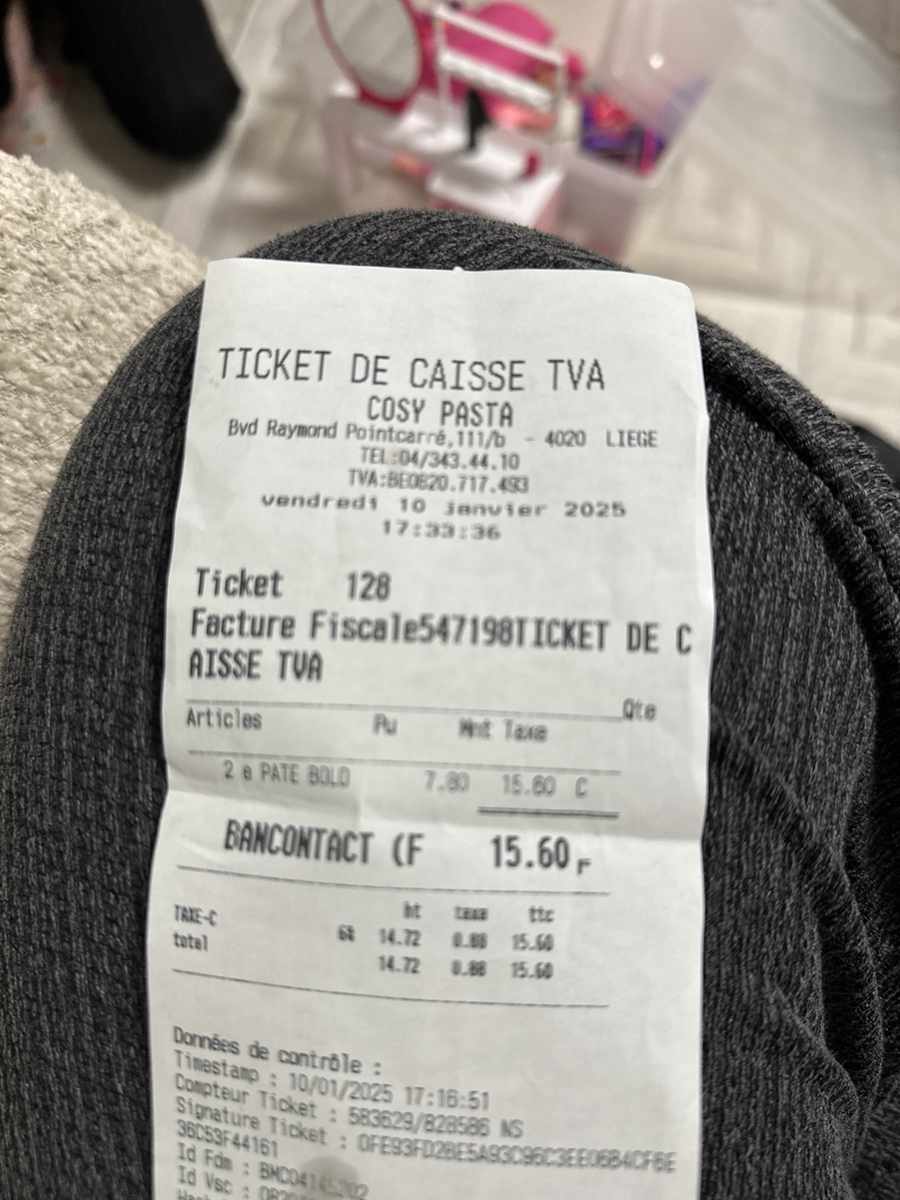 TICKET DE CAISSE TVA
COSY PASTA
Bvd Raymond Pointcarré,111/b - 4020 LIEGE
TEL:04/343.44.10
TVA:BE0820.717.493
vendredi 10 janvier 2025
17:33:36
Ticket 128
Facture Fiscale547198TICKET DE C
AISSE TVA
Qte
Articles Pu Mnt Taxe
2 e PATE BOLO 7.80 15.60 C
BANCONTACT (F 15.60 F
ht taxe ttc
TAXE-C 6% 14.72 0.88 15.60
total 14.72 0.88 15.60
Données de contrôle :
Timestamp : 10/01/2025 17:16:51
Compteur Ticket : 583629/828586 NS
Signature Ticket : 0FE93FD2BE5A93C96C3EE06B4CF6E
36C53F44161
Id Fdm :
Id Vsc :